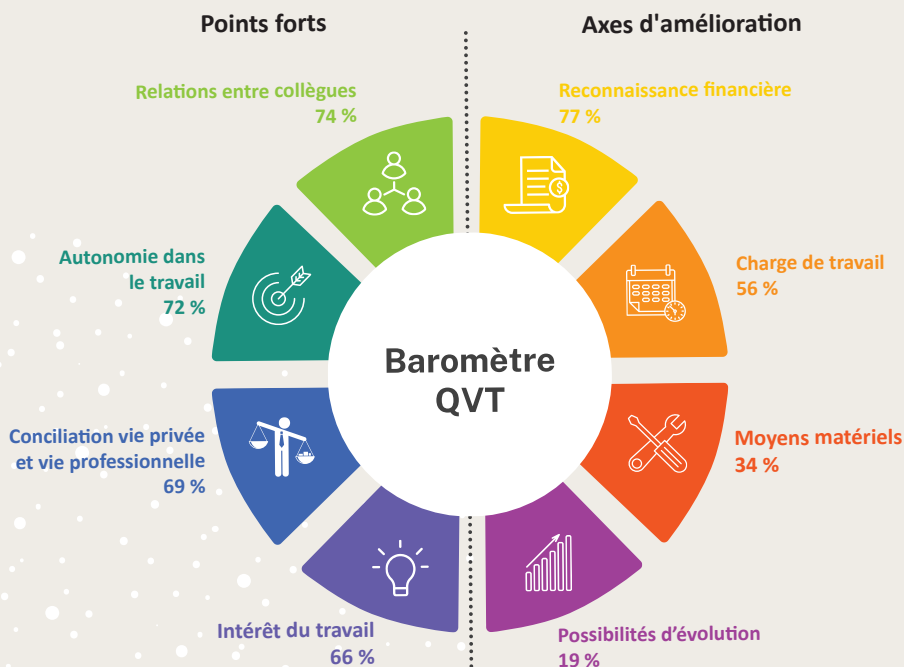 Points forts
Axes d'amélioration
Relations entre collègues
74 %
Reconnaissance financière
77 %
Autonomie dans
le travail
72 %
Charge de travail
56 %
Baromètre
QVT
Conciliation vie privée
et vie professionnelle
69 %
Moyens matériels
34 %
Intérêt du travail
66 %
Possibilités d’évolution
19 %
$